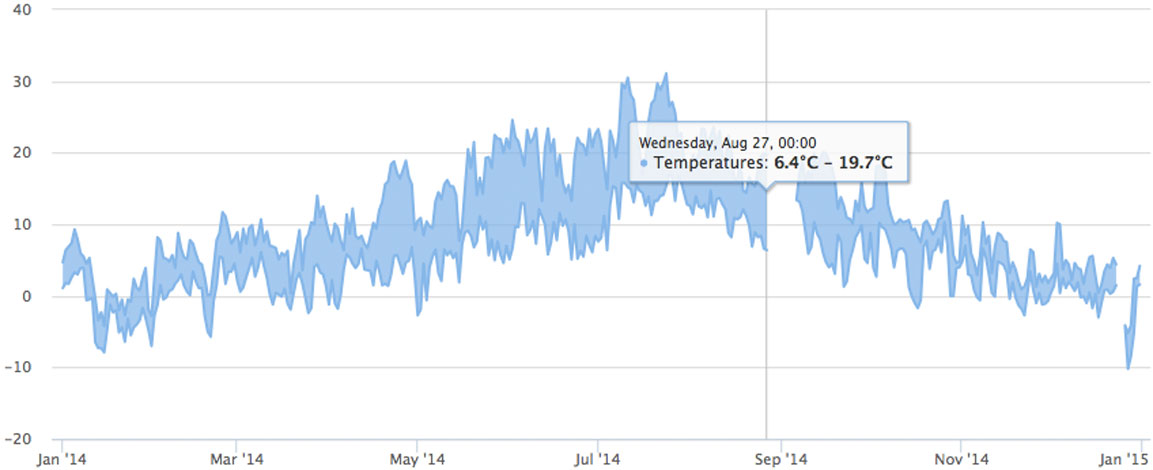 40
30
20
10
0
−10
−20
Wednesday, Aug 27, 00:00
● Temperatures: 6.4°C – 19.7°C
Jan '14 Mar '14 May '14 Jul '14 Sep '14 Nov '14 Jan '15